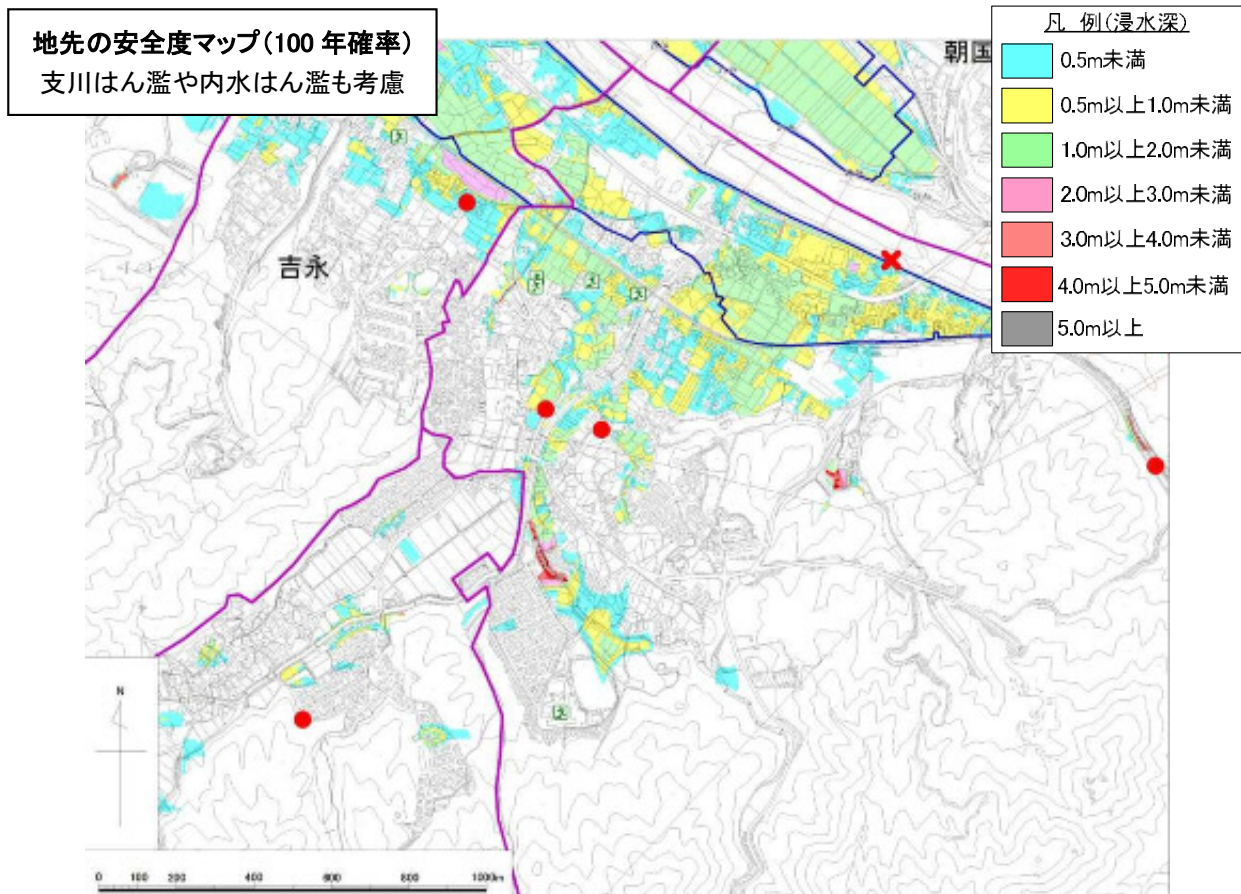 地先の安全度マップ(100 年確率)
支川はん濫や内水はん濫も考慮
凡 例(浸水深)
0.5m未満
0.5m以上1.0m未満
1.0m以上2.0m未満
2.0m以上3.0m未満
3.0m以上4.0m未満
4.0m以上5.0m未満
5.0m以上
朝国
吉永
N
0 100 200 400 600 800 1000m